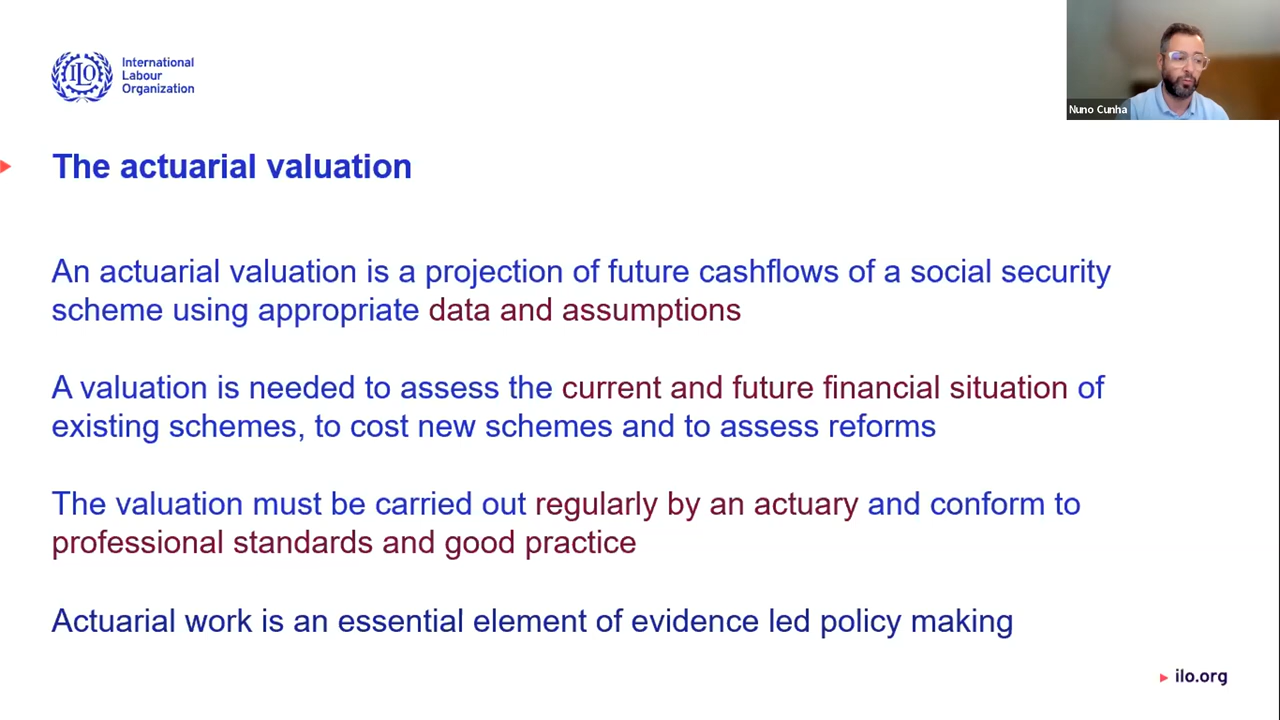 ILO
International
Labour
Organization
Nuno Cunha
The actuarial valuation
An actuarial valuation is a projection of future cashflows of a social security
scheme using appropriate data and assumptions
A valuation is needed to assess the current and future financial situation of
existing schemes, to cost new schemes and to assess reforms
The valuation must be carried out regularly by an actuary and conform to
professional standards and good practice
Actuarial work is an essential element of evidence led policy making
ilo.org